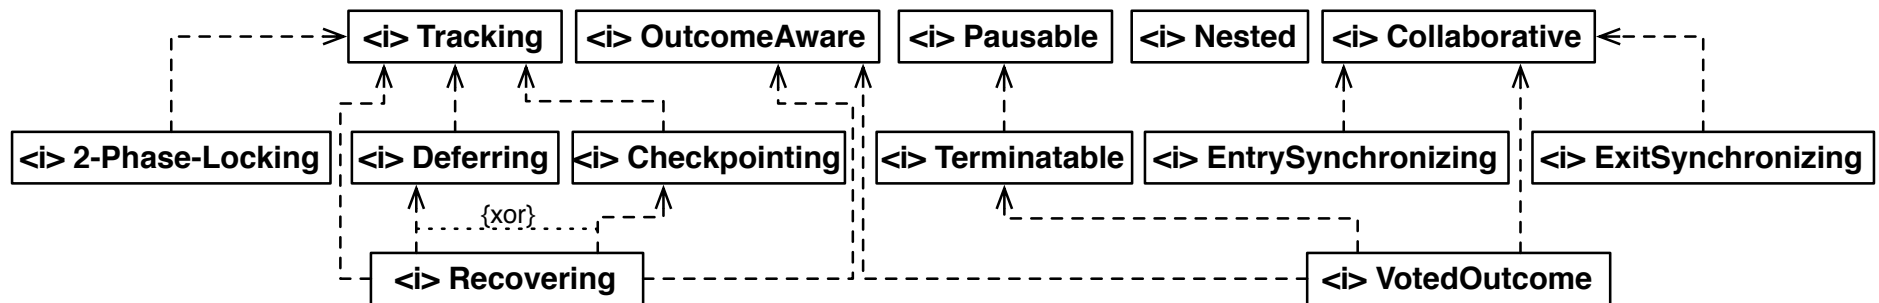 <i> Tracking
<i> OutcomeAware
<i> Pausable
<i> Nested
<i> Collaborative
<i> 2-Phase-Locking
<i> Deferring
<i> Checkpointing
<i> Terminatable
<i> EntrySynchronizing
<i> ExitSynchronizing
{xor}
<i> Recovering
<i> VotedOutcome